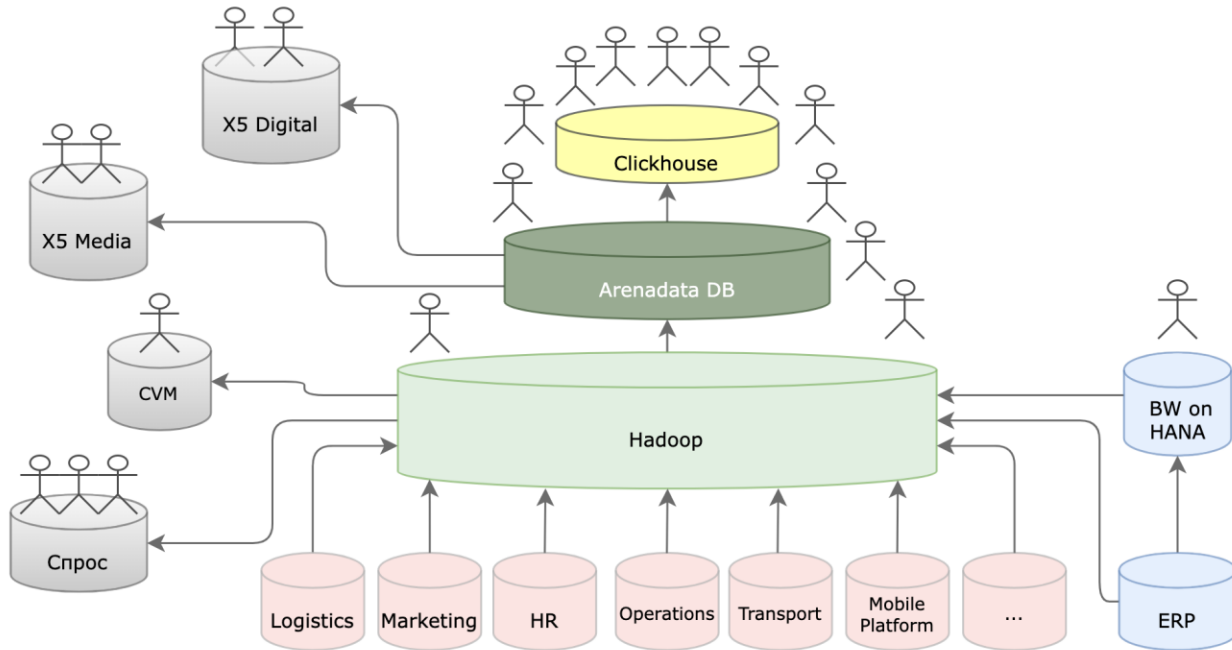 X5 Digital
Clickhouse
X5 Media
Arenadata DB
CVM
BW on
HANA
Hadoop
Спрос
Logistics
Marketing
HR
Operations
Transport
Mobile
Platform
...
ERP